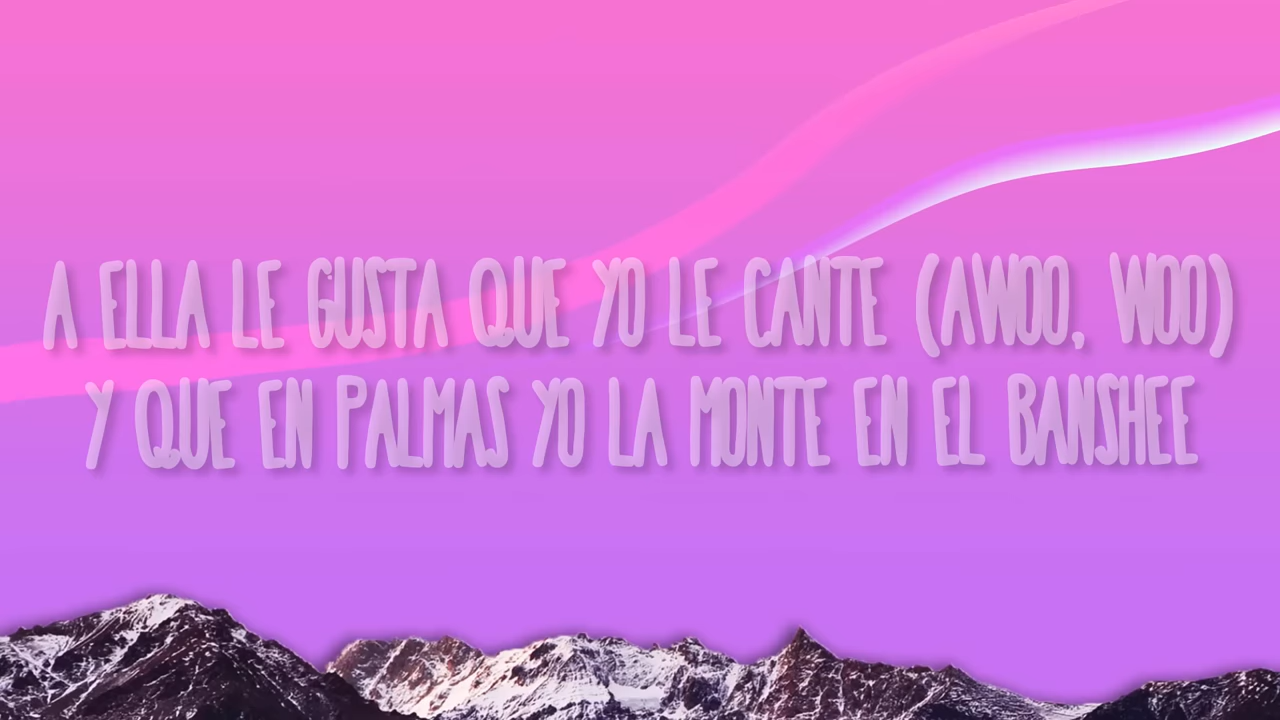 A ELLA LE GUSTA QUE YO LE CANTE (AWOO, WOO)
Y QUE EN PALMAS YO LA MONTE EN EL BANSHEE